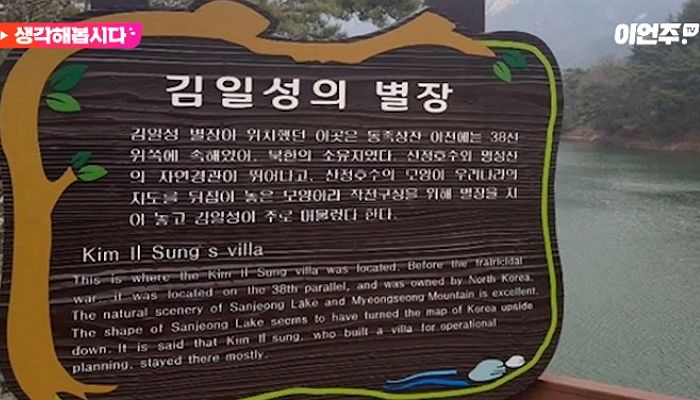 생각해봅시다
이언주.TV
김일성의 별장
김일성 별장이 위치했던 이곳은 동족상잔 이전에는 38선
위쪽에 속해있어, 북한의 소유지였다. 산정호수와 명성산
의 자연경관이 뛰어나고, 산정호수의 모양이 우리나라의
지도를 뒤집어 놓은 모양이라 작전구상을 위해 별장을 지
어 놓고 김일성이 주로 머물렀다 한다.
Kim Il Sung s villa
This is where the Kim Il Sung villa was located. Before the fratricidal
war, it was located on the 38th parallel, and was owned by North Korea.
The natural scenery of Sanjeong Lake and Myeongseong Mountain is excellent.
The shape of Sanjeong Lake seems to have turned the map of Korea upside
down. It is said that Kim Il sung, who built a villa for operational
planning, stayed there mostly.